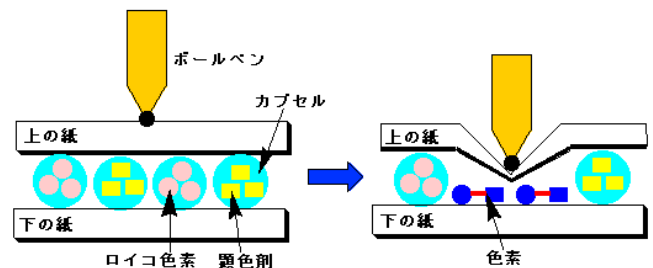 ボールペン
カプセル
上の紙
下の紙
ロイコ色素
顕色剤
上の紙
下の紙
色素